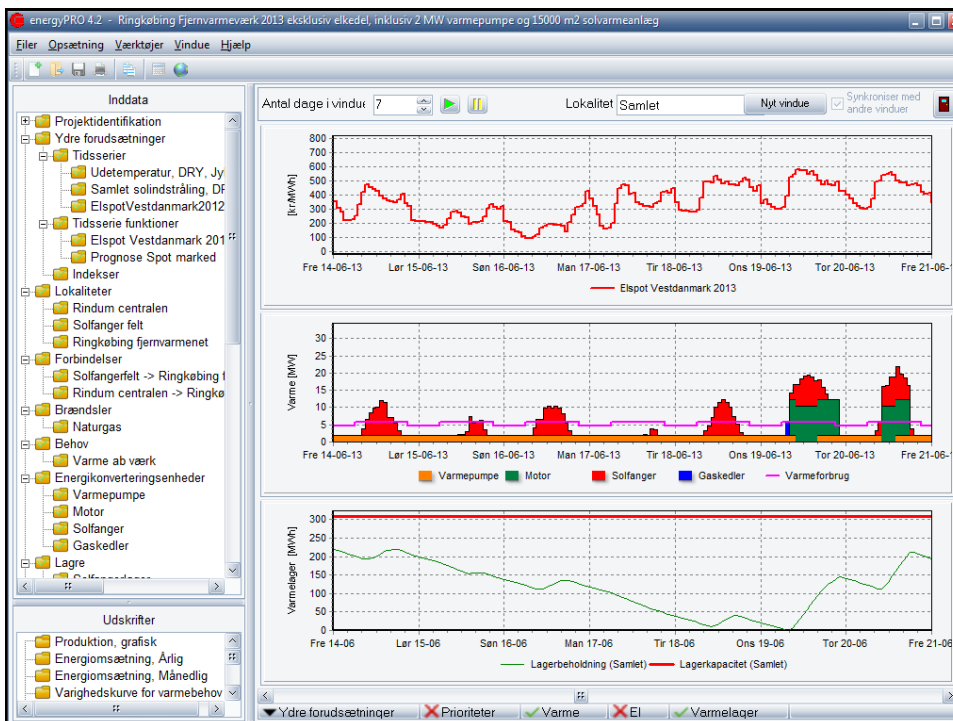 energyPRO 4.2 - Ringkøbing Fjernvarmeværk 2013 eksklusiv elkedel, inklusiv 2 MW varmepumpe og 15000 m2 solvarmeanlæg
Filer Opsætning Værktøjer Vindue Hjælp
Inddata
Projektidentifikation
Ydre forudsætninger
Tidsserier
Udetemperatur, DRY, Jy
Samlet solindstråling, DF
ElspotVestdanmark2012
Tidsserie funktioner
Elspot Vestdanmark 201
Prognose Spot marked
Indekser
Lokaliteter
Rindum centralen
Solfanger felt
Ringkøbing fjernvarmenet
Forbindelser
Solfangerfelt -> Ringkøbing f
Rindum centralen -> Ringkø
Brændsler
Naturgas
Behov
Varme ab værk
Energikonverteringsenheder
Varmepumpe
Motor
Solfanger
Gaskedler
Lagre
Solfangerlager
Udskrifter
Produktion, grafisk
Energiomsætning, Årlig
Energiomsætning, Månedlig
Varighedskurve for varmebehov
Antal dage i vindue 7 Lokalitet Samlet Nyt vindue Synkroniser med andre vinduer
[kr/MWh]
800
700
600
500
400
300
200
100
0
Fre 14-06-13 Lør 15-06-13 Søn 16-06-13 Man 17-06-13 Tir 18-06-13 Ons 19-06-13 Tor 20-06-13 Fre 21-06-1
Elspot Vestdanmark 2013
Varme [MW]
30
25
20
15
10
5
0
Fre 14-06-13 Lør 15-06-13 Søn 16-06-13 Man 17-06-13 Tir 18-06-13 Ons 19-06-13 Tor 20-06-13 Fre 21-06-1
Varmepumpe Motor Solfanger Gaskedler Varmeforbrug
Varmelager [MWh]
300
250
200
150
100
50
0
Fre 14-06 Lør 15-06 Søn 16-06 Man 17-06 Tir 18-06 Ons 19-06 Tor 20-06 Fre 21-0
Lagerbeholdning (Samlet) Lagerkapacitet (Samlet)
Ydre forudsætninger Prioriteter Varme El Varmelager